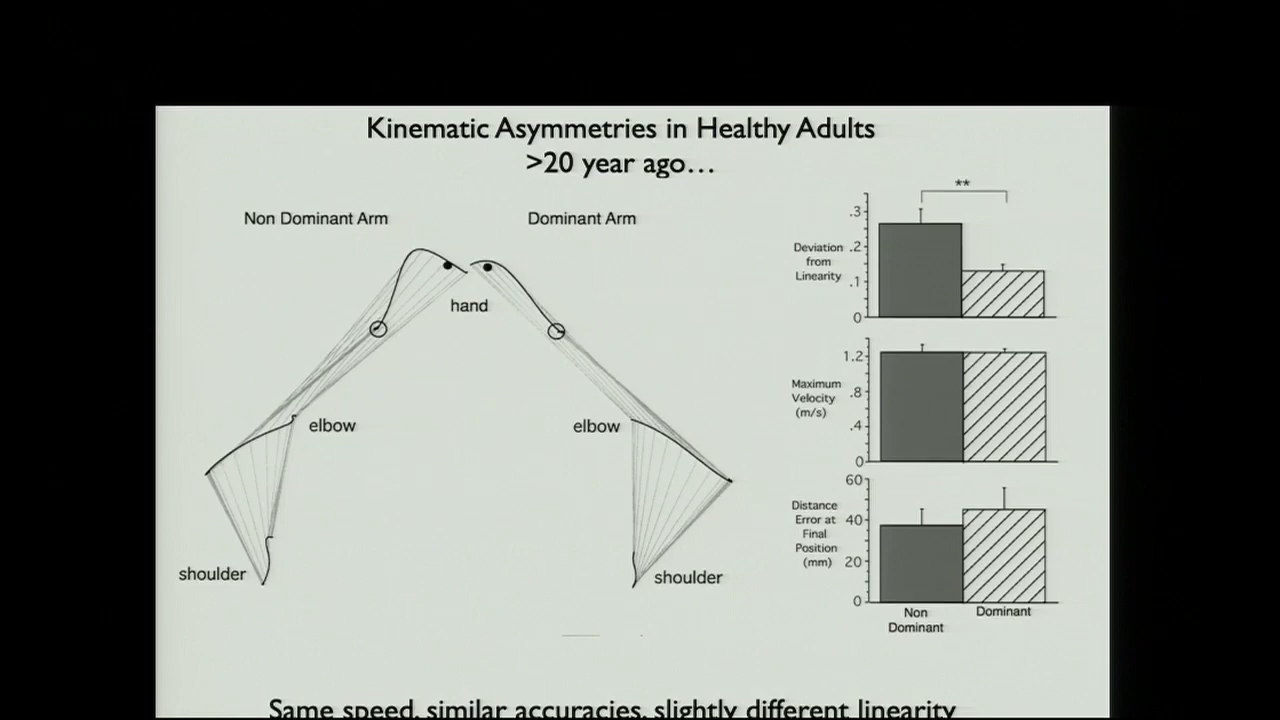 Kinematic Asymmetries in Healthy Adults
>20 year ago...
Non Dominant Arm
Dominant Arm
hand
elbow
elbow
shoulder
shoulder
**
Deviation
from
Linearity
.3
.2
.1
0
Maximum
Velocity
(m/s)
1.2
.8
.4
0
Distance
Error at
Final
Position
(mm)
60
40
20
0
Non
Dominant
Dominant
Same speed, similar accuracies, slightly different linearity